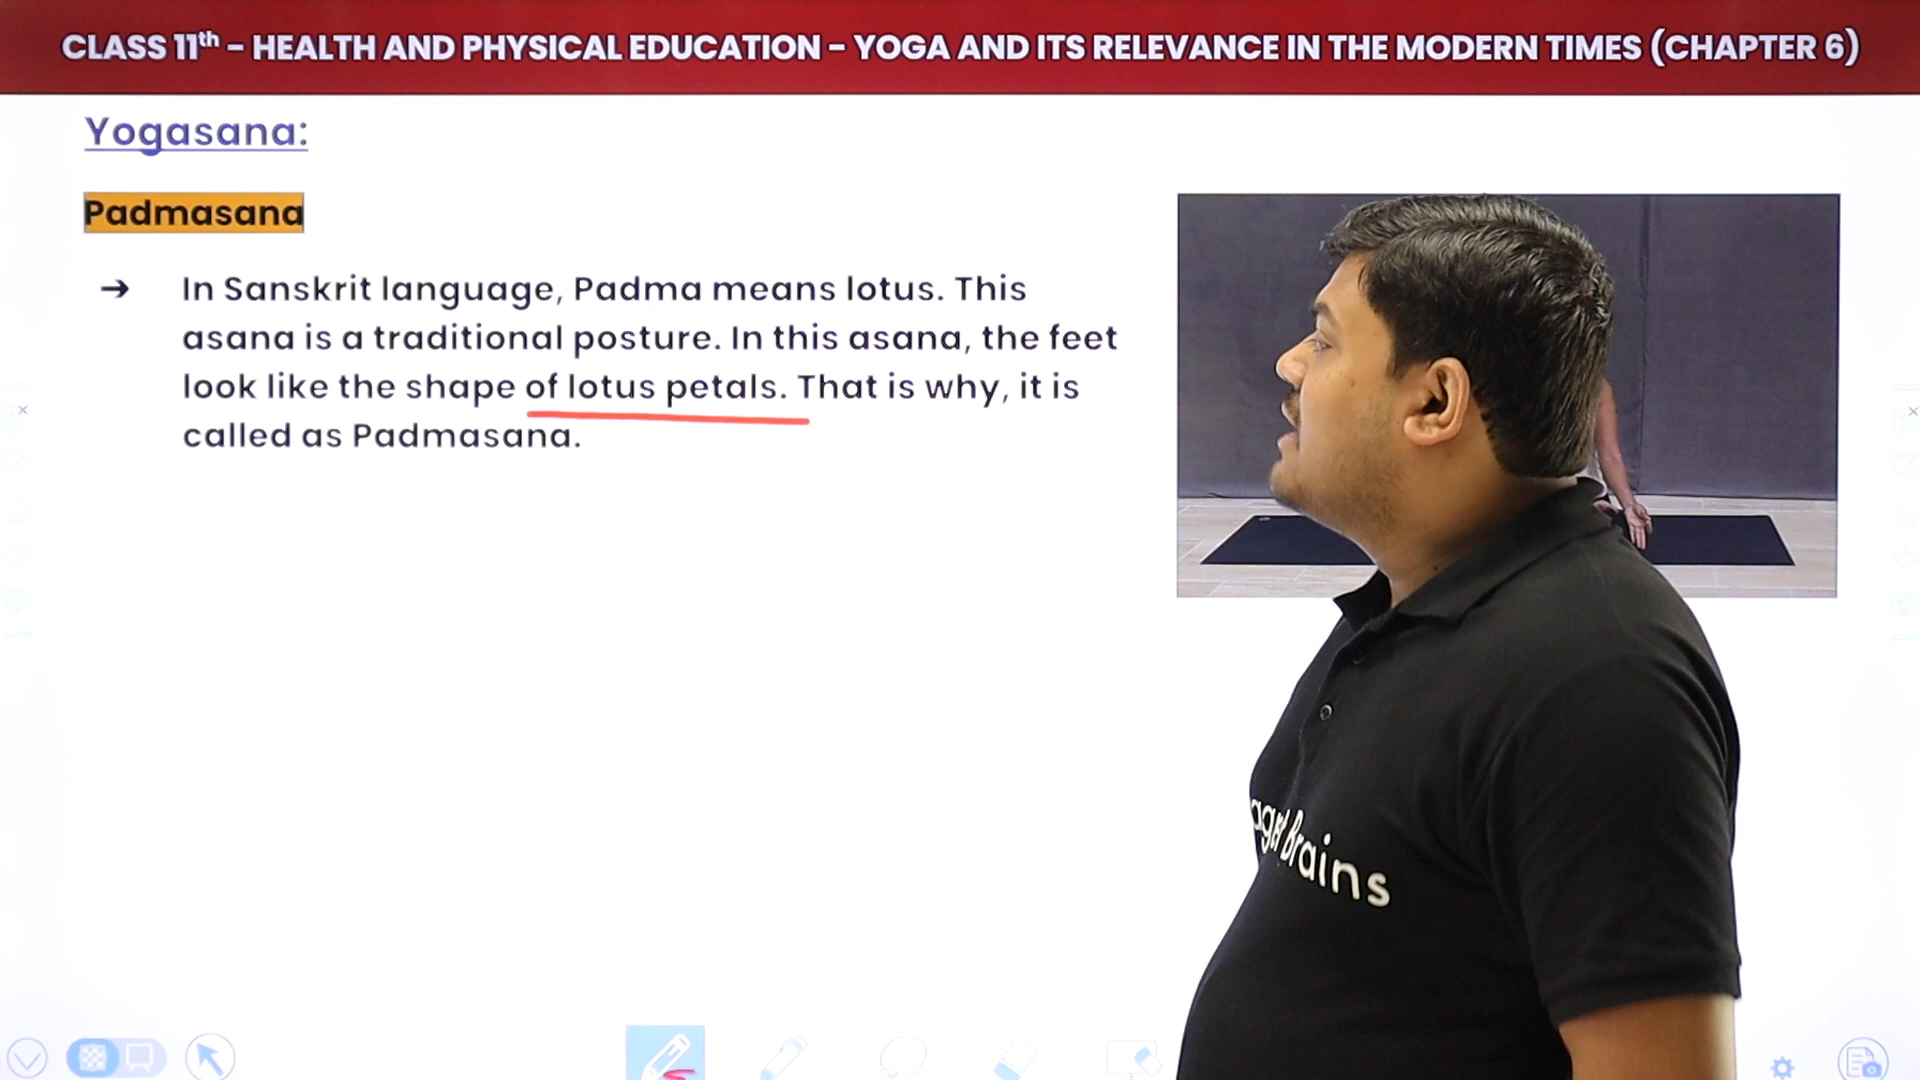 CLASS 11th – HEALTH AND PHYSICAL EDUCATION – YOGA AND ITS RELEVANCE IN THE MODERN TIMES (CHAPTER 6)
Yogasana:
Padmasana
➔ In Sanskrit language, Padma means lotus. This
asana is a traditional posture. In this asana, the feet
look like the shape of lotus petals. That is why, it is
called as Padmasana.
Brains